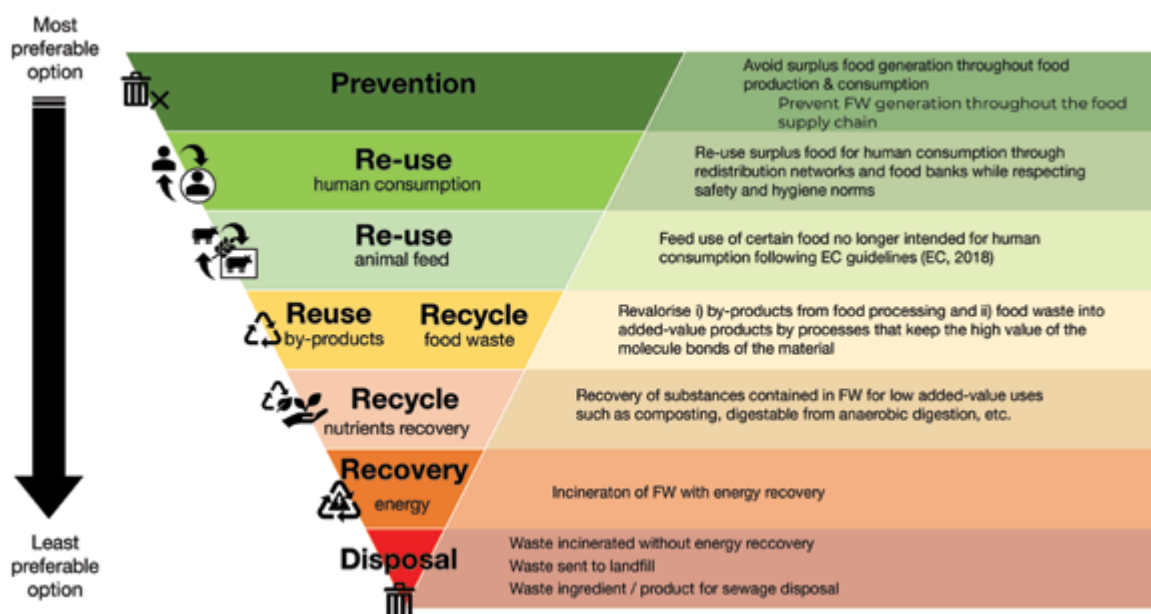 Most
preferable
option
Prevention
Avoid surplus food generation throughout food
production & consumption
Prevent FW generation throughout the food
supply chain
Re-use
human consumption
Re-use surplus food for human consumption through
redistribution networks and food banks while respecting
safety and hygiene norms
Re-use
animal feed
Feed use of certain food no longer intended for human
consumption following EC guidelines (EC, 2018)
Reuse
by-products
Recycle
food waste
Revalorise i) by-products from food processing and ii) food waste into
added-value products by processes that keep the high value of the
molecule bonds of the material
Recycle
nutrients recovery
Recovery of substances contained in FW for low added-value uses
such as composting, digestable from anaerobic digestion, etc.
Recovery
energy
Incineraton of FW with energy recovery
Least
preferable
option
Disposal
Waste incinerated without energy reccovery
Waste sent to landfill
Waste ingredient / product for sewage disposal